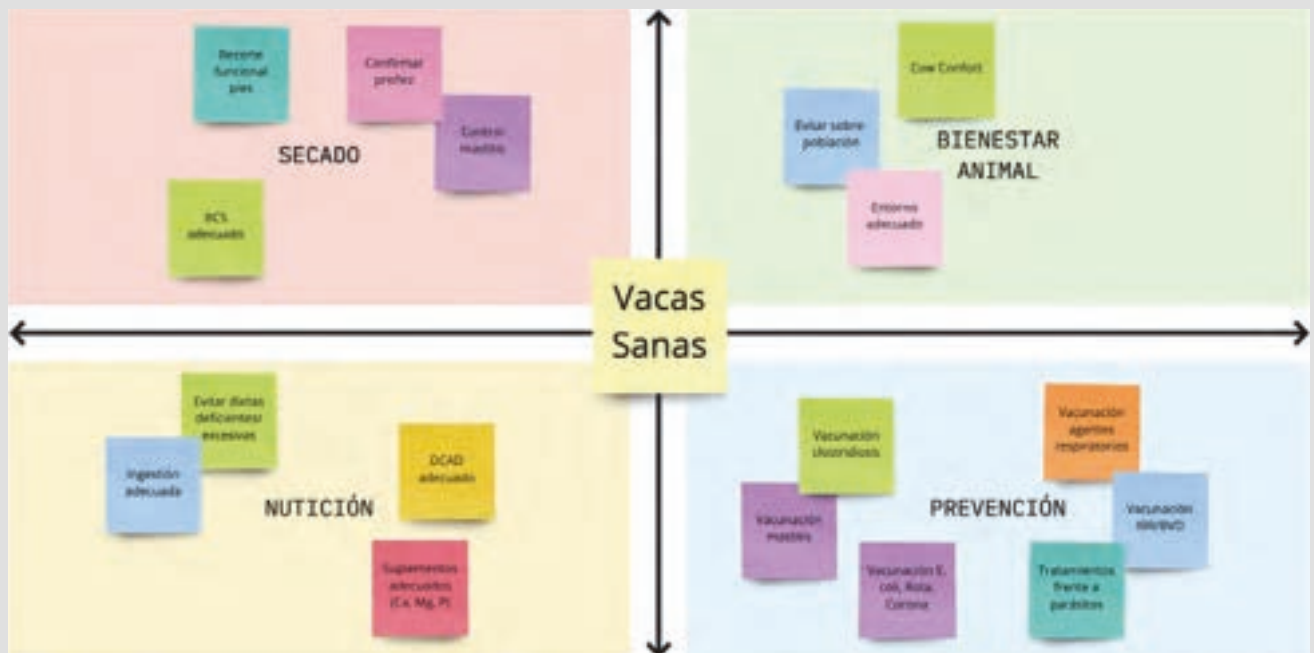 Recorte
funcional
pies
Confirmar
preñez
Control
mastitis
SECADO
BCS
adecuado
Cow Confort
Evitar sobre
población
BIENESTAR
ANIMAL
Entorno
adecuado
Vacas
Sanas
Evitar dietas
deficientes/
excesivas
Ingestión
adecuada
DCAD
adecuado
NUTICIÓN
Suplementos
adecuados
(Ca, Mg, P)
Vacunación
clostridiosis
Vacunación
agentes
respiratorios
Vacunación
mastitis
PREVENCIÓN
Vacunación
IBR/BVD
Vacunación E.
coli, Rota,
Corona
Tratamientos
frente a
parásitos